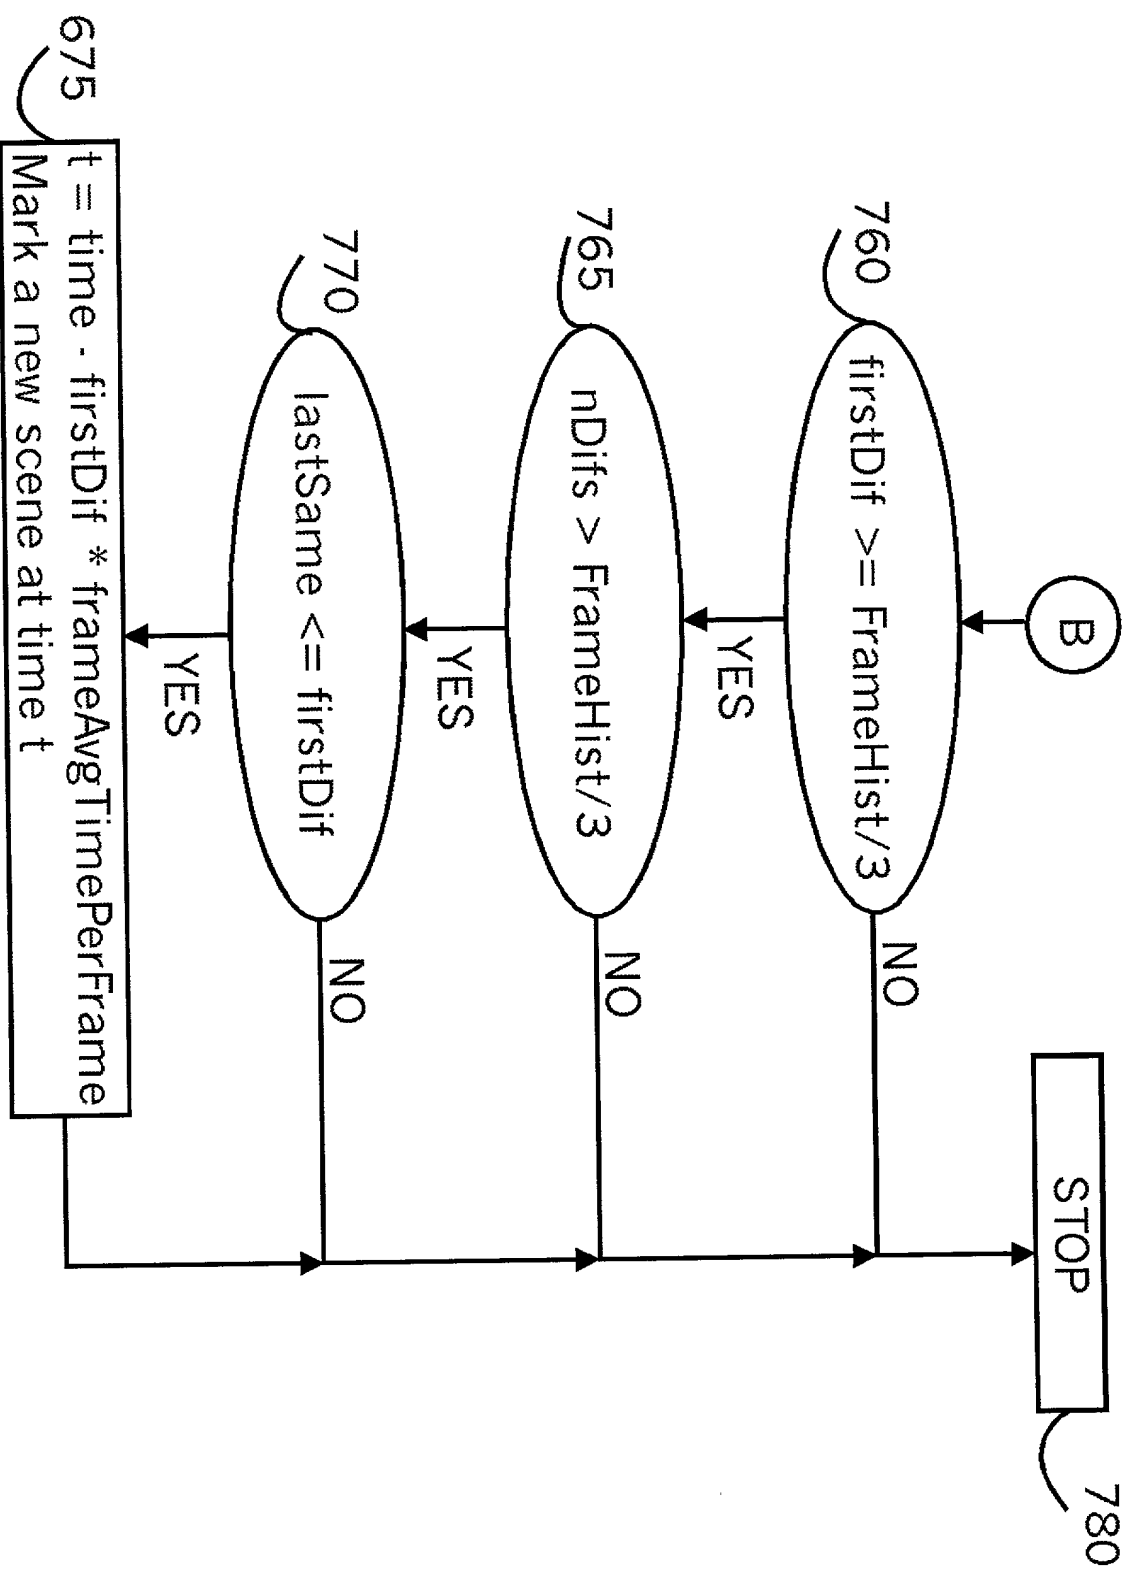 B
STOP
780
760
firstDif >= FrameHist/3
NO
YES
765
nDifs > FrameHist/3
NO
YES
770
lastSame <= firstDif
NO
YES
675
t = time - firstDif * frameAvgTimePerFrame
Mark a new scene at time t